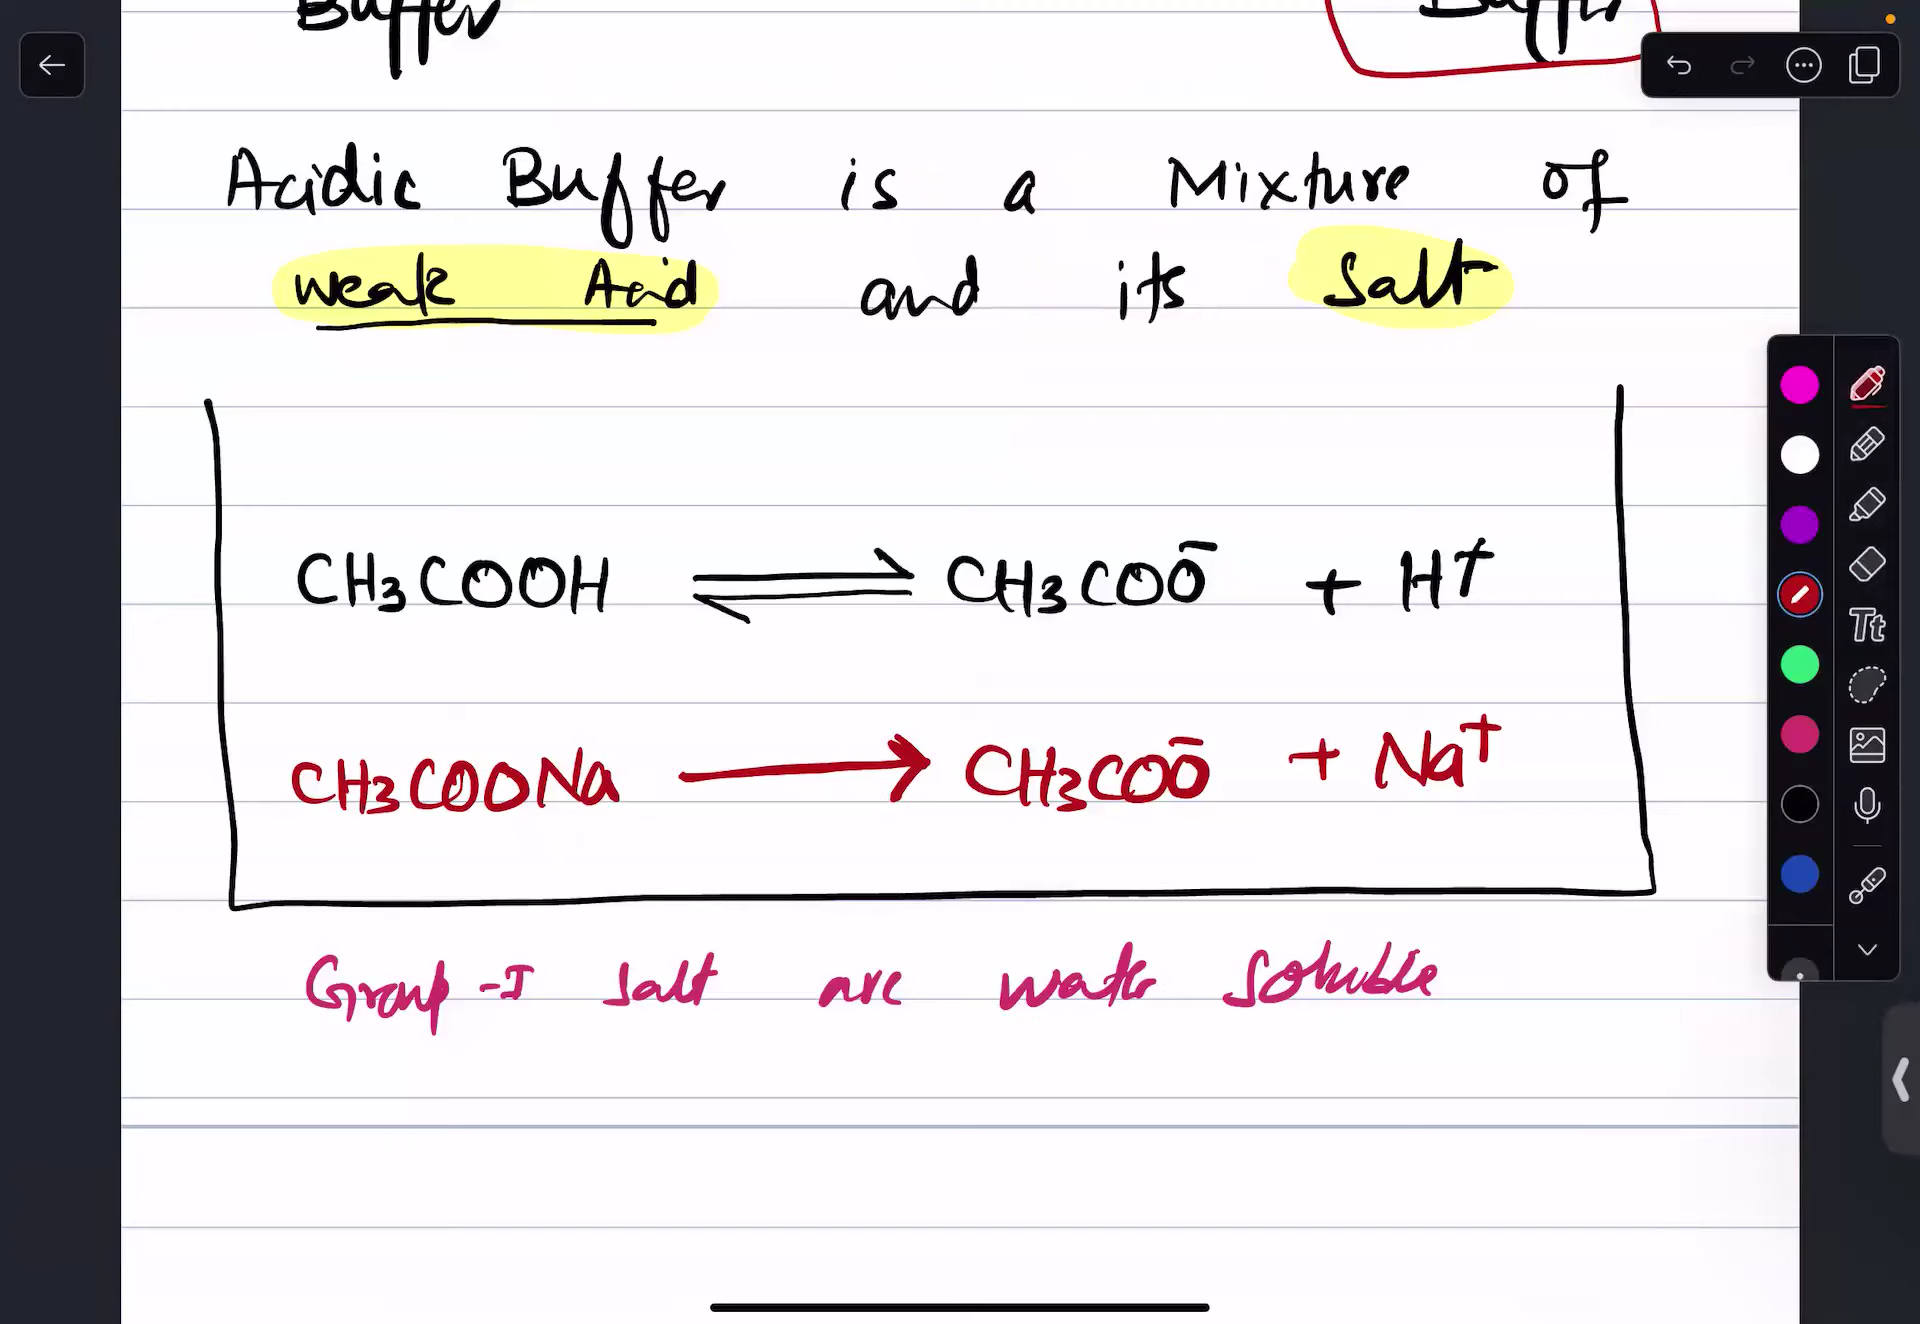 Buffer Buffer
Acidic Buffer is a Mixture of
weak Acid and its Salt
CH₃COOH ⇌ CH₃COO⁻ + H⁺
CH₃COONa ⟶ CH₃COO⁻ + Na⁺
Group-I Salt are water soluble
Tt